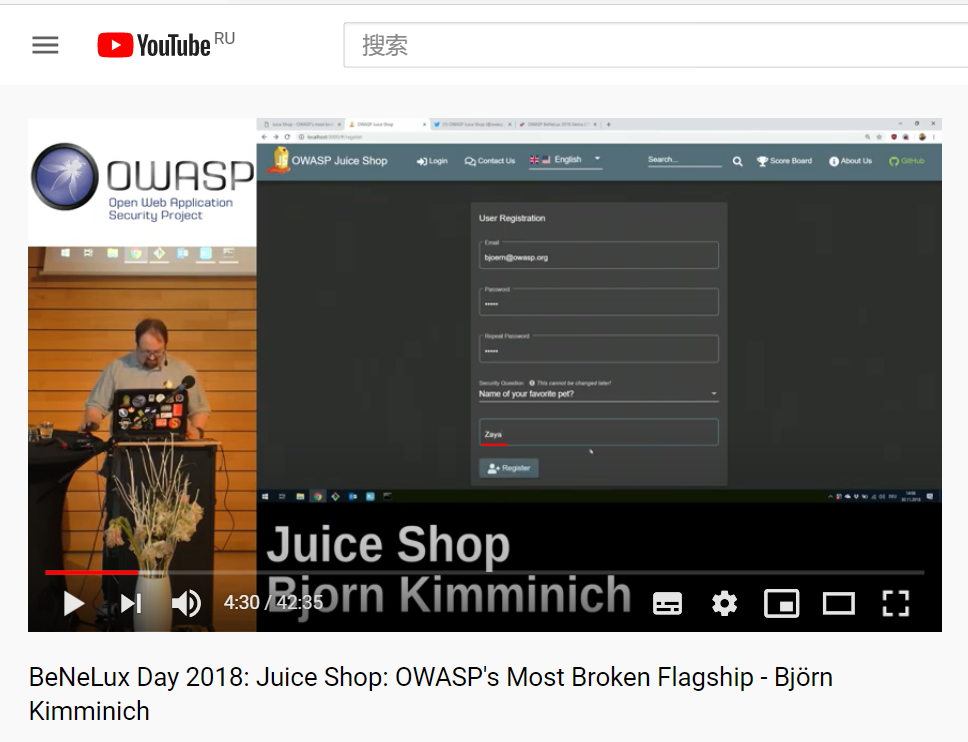 YouTube RU
搜索
OWASP
Open Web Application
Security Project
OWASP Juice Shop
Login
Contact Us
English
Search...
Score Board
About Us
GitHub
User Registration
Email
bjoern@owasp.org
Password
•••••
Repeat Password
•••••
Security Question
This cannot be changed later!
Name of your favorite pet?
Zaya
Register
Juice Shop
Bjorn Kimminich
4:30 / 42:35
BeNeLux Day 2018: Juice Shop: OWASP's Most Broken Flagship - Björn
Kimminich